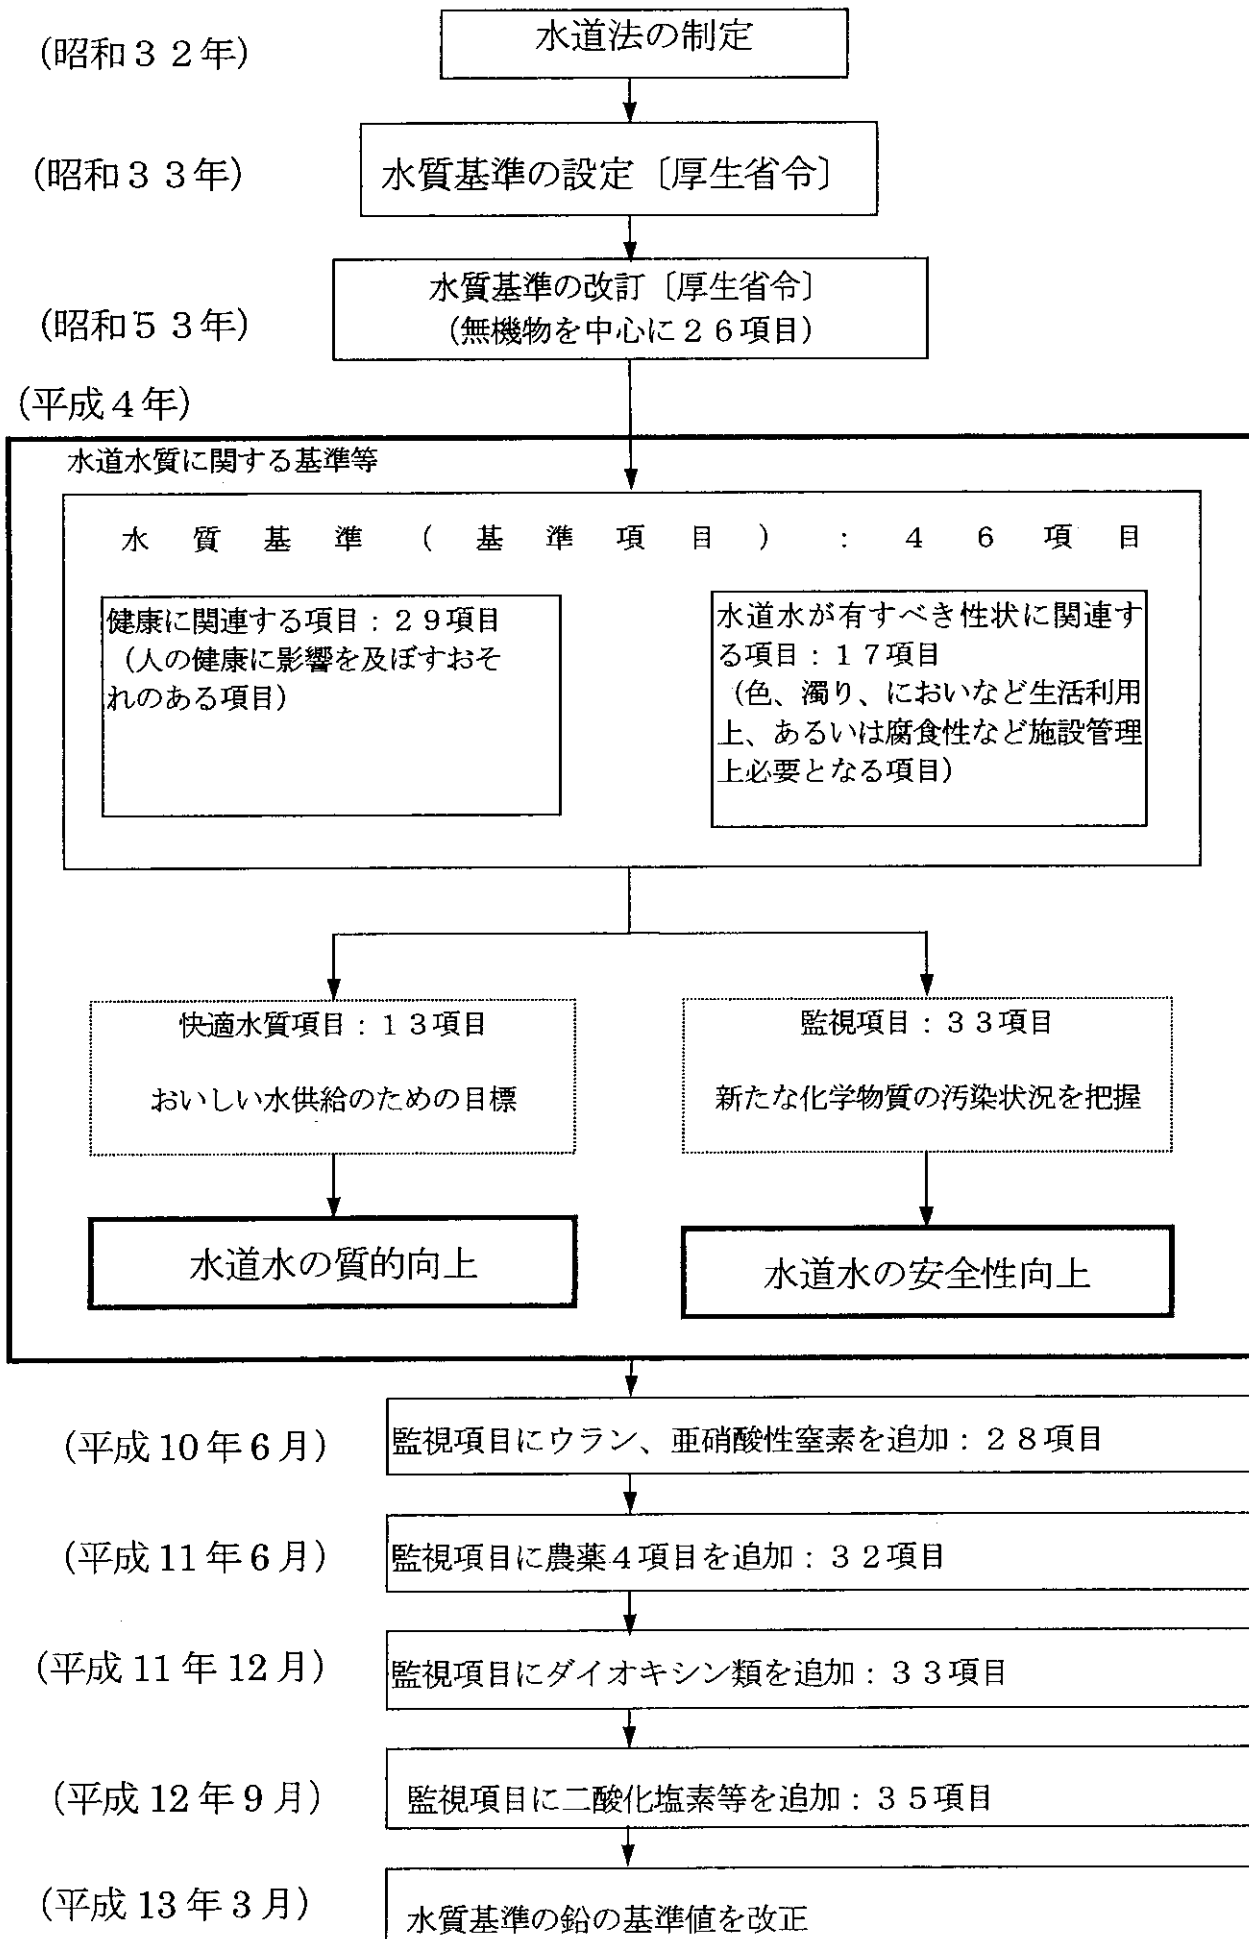 (昭和３２年)
水道法の制定
(昭和３３年)
水質基準の設定〔厚生省令〕
(昭和５３年)
水質基準の改訂〔厚生省令〕
（無機物を中心に２６項目）
(平成４年)
水道水質に関する基準等
水質基準（基準項目）：４６項目
健康に関連する項目：２９項目
（人の健康に影響を及ぼすおそ
れのある項目）
水道水が有すべき性状に関連す
る項目：１７項目
（色、濁り、においなど生活利用
上、あるいは腐食性など施設管理
上必要となる項目）
快適水質項目：１３項目
おいしい水供給のための目標
監視項目：３３項目
新たな化学物質の汚染状況を把握
水道水の質的向上
水道水の安全性向上
(平成 10 年 6 月)
監視項目にウラン、亜硝酸性窒素を追加：２８項目
(平成 11 年 6 月)
監視項目に農薬４項目を追加：３２項目
(平成 11 年 12 月)
監視項目にダイオキシン類を追加：３３項目
(平成 12 年 9 月)
監視項目に二酸化塩素等を追加：３５項目
(平成 13 年 3 月)
水質基準の鉛の基準値を改正